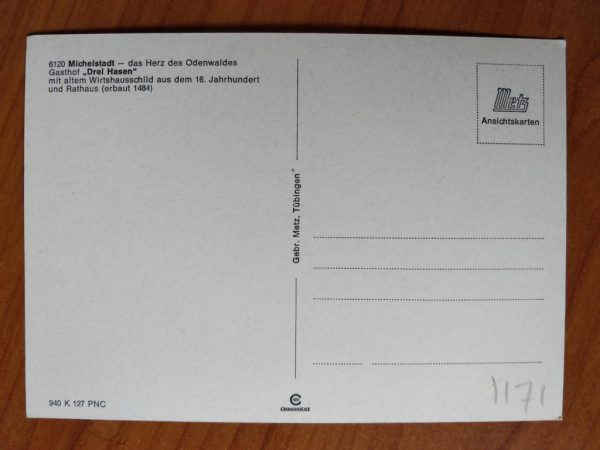 6120 Michelstadt — das Herz des Odenwaldes
Gasthof „Drei Hasen"
mit altem Wirtshausschild aus dem 16. Jahrhundert
und Rathaus (erbaut 1484)
Metz
Ansichtskarten
Gebr. Metz, Tübingen
940 K 127 PNC
CHROMOLUX
1171